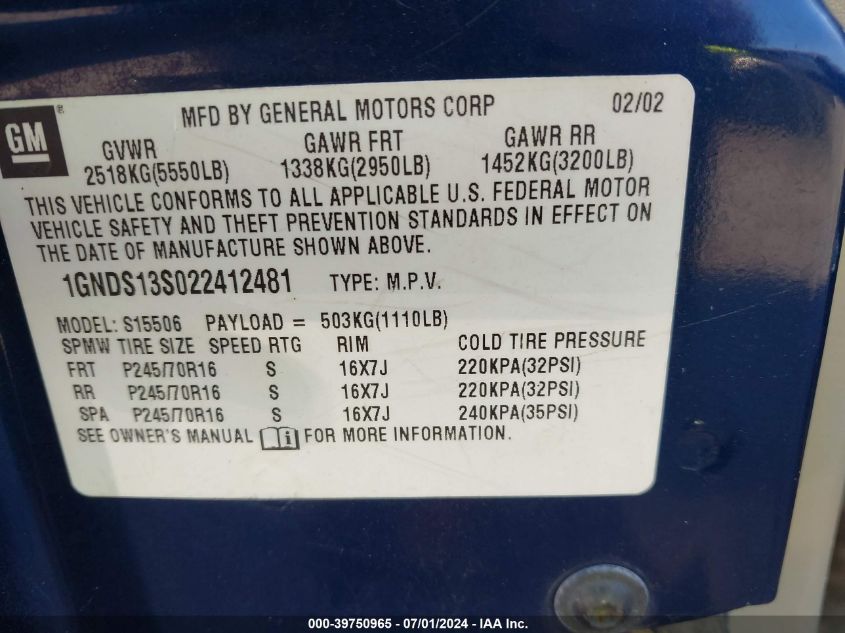 GM®
MFD BY GENERAL MOTORS CORP 02/02
GVWR GAWR FRT GAWR RR
2518KG(5550LB) 1338KG(2950LB) 1452KG(3200LB)
THIS VEHICLE CONFORMS TO ALL APPLICABLE U.S. FEDERAL MOTOR
VEHICLE SAFETY AND THEFT PREVENTION STANDARDS IN EFFECT ON
THE DATE OF MANUFACTURE SHOWN ABOVE.
1GNDS13S022412481 TYPE: M.P.V.
MODEL: S15506 PAYLOAD = 503KG(1110LB)
SPMW TIRE SIZE SPEED RTG RIM COLD TIRE PRESSURE
FRT P245/70R16 S 16X7J 220KPA(32PSI)
RR P245/70R16 S 16X7J 220KPA(32PSI)
SPA P245/70R16 S 16X7J 240KPA(35PSI)
SEE OWNER'S MANUAL FOR MORE INFORMATION.
000-39750965 - 07/01/2024 - IAA Inc.